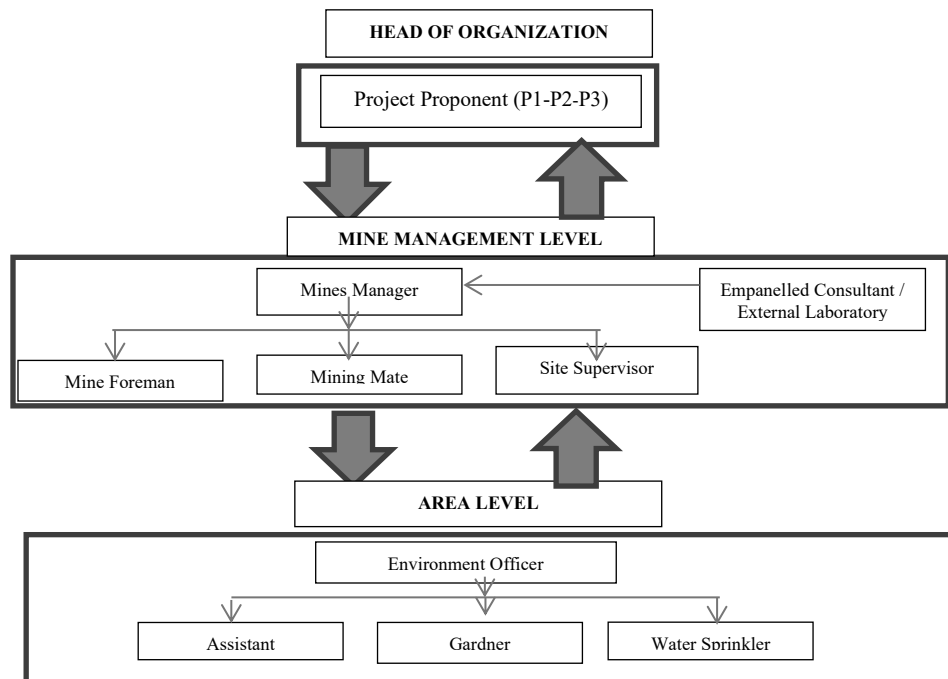 HEAD OF ORGANIZATION
Project Proponent (P1-P2-P3)
MINE MANAGEMENT LEVEL
Mines Manager
Empanelled Consultant /
External Laboratory
Mine Foreman
Mining Mate
Site Supervisor
AREA LEVEL
Environment Officer
Assistant
Gardner
Water Sprinkler